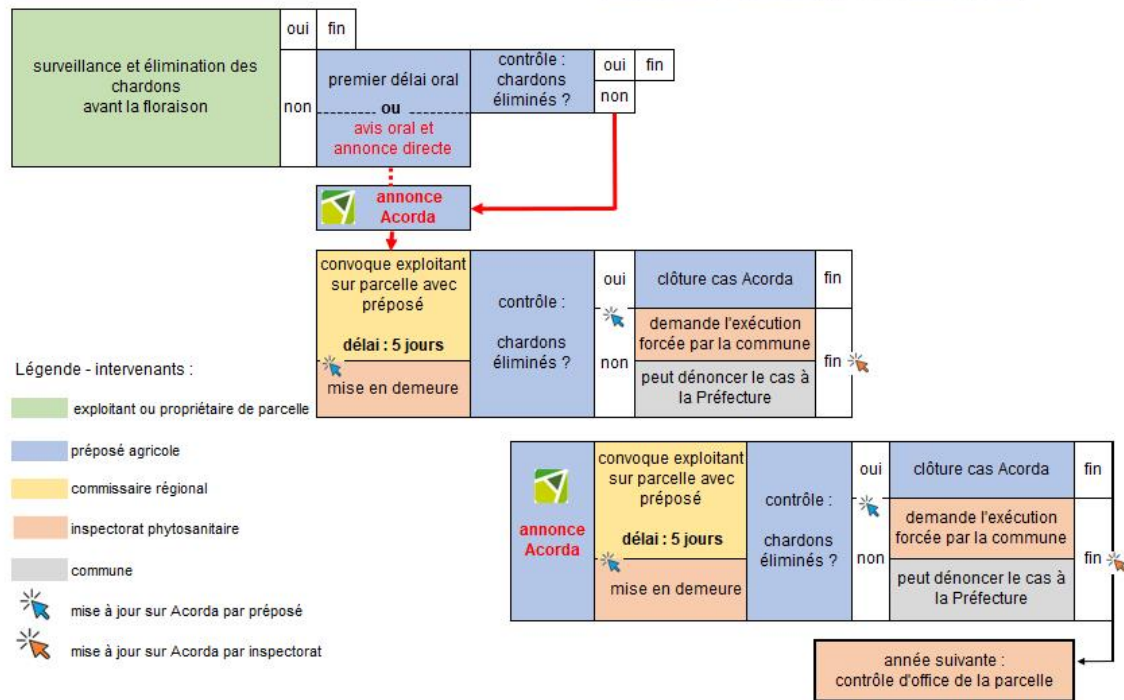 oui
fin
surveillance et élimination des
chardons
avant la floraison
non
premier délai oral
ou
avis oral et
annonce directe
contrôle :
chardons
éliminés ?
oui
fin
non
annonce
Acorda
convoque exploitant
sur parcelle avec
préposé
délai : 5 jours
mise en demeure
contrôle :
chardons
éliminés ?
oui
clôture cas Acorda
fin
non
demande l'exécution
forcée par la commune
peut dénoncer le cas à
la Préfecture
fin
Légende - intervenants :
exploitant ou propriétaire de parcelle
préposé agricole
commissaire régional
inspectorat phytosanitaire
commune
mise à jour sur Acorda par préposé
mise à jour sur Acorda par inspectorat
annonce
Acorda
convoque exploitant
sur parcelle avec
préposé
délai : 5 jours
mise en demeure
contrôle :
chardons
éliminés ?
oui
clôture cas Acorda
fin
non
demande l'exécution
forcée par la commune
peut dénoncer le cas à
la Préfecture
fin
année suivante :
contrôle d'office de la parcelle